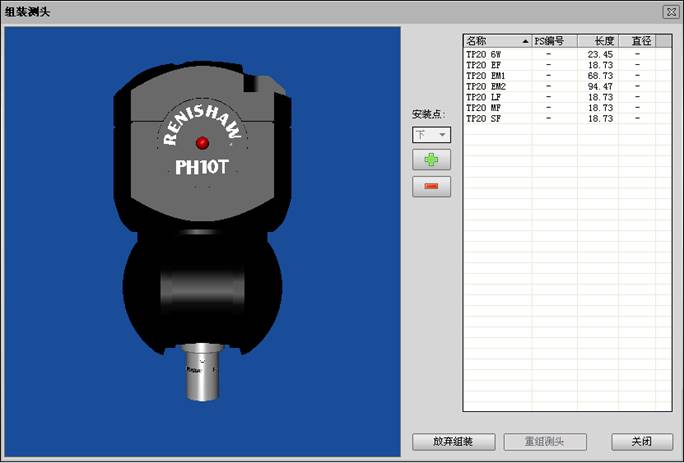 组装测头
RENISHAW
PH10T
安装点:
下
名称 PS编号 长度 直径
TP20 6W - 23.45 -
TP20 EF - 18.73 -
TP20 EM1 - 68.73 -
TP20 EM2 - 94.47 -
TP20 LF - 18.73 -
TP20 MF - 18.73 -
TP20 SF - 18.73 -
放弃组装 重组测头 关闭